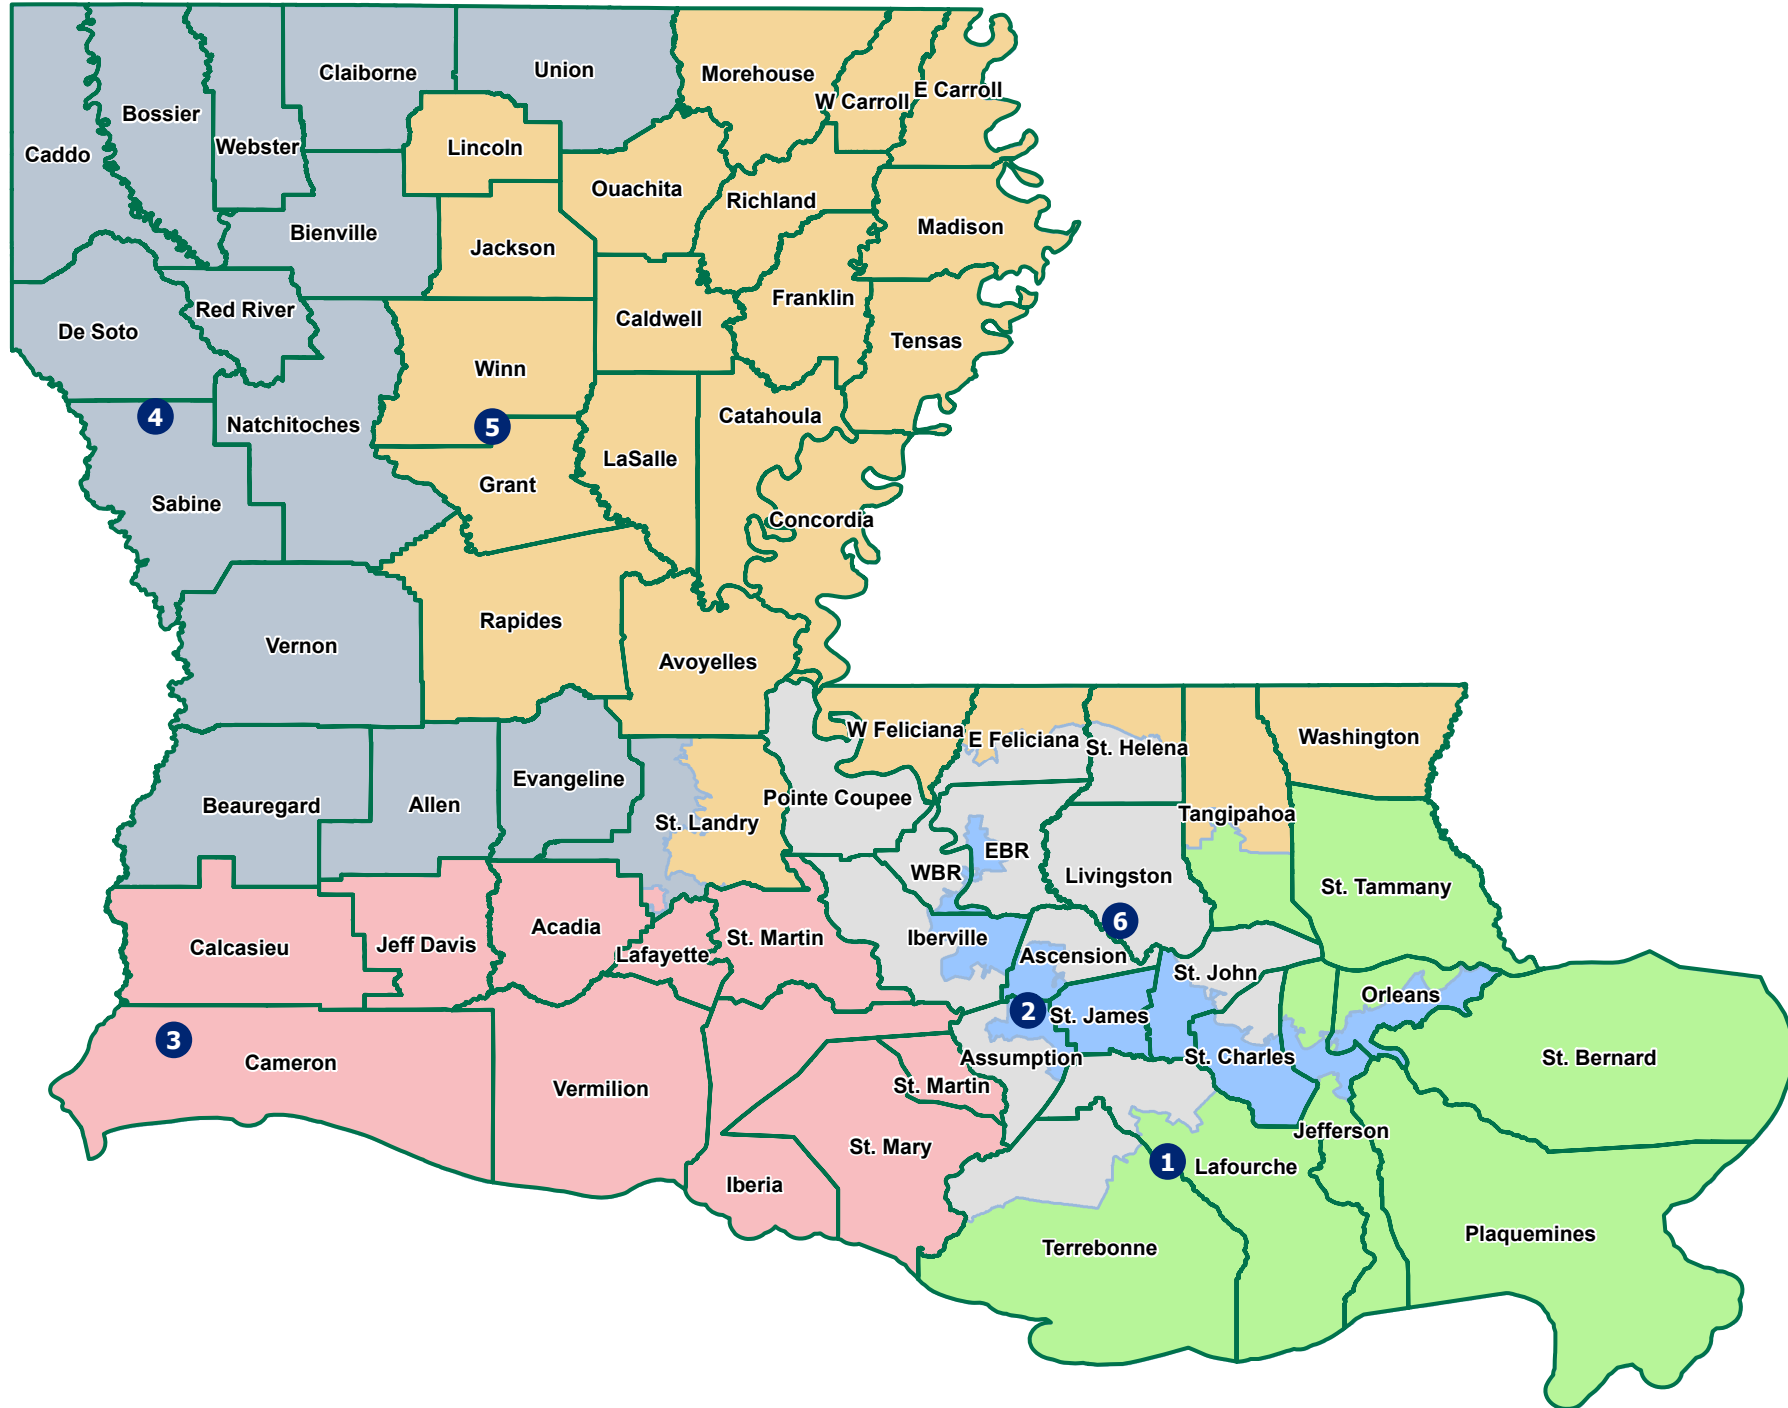 Claiborne
Union
Morehouse
W Carroll
E Carroll
Bossier
Caddo
Webster
Lincoln
Ouachita
Richland
Madison
Bienville
Jackson
Franklin
Red River
De Soto
Caldwell
Tensas
Winn
4
Natchitoches
5
Catahoula
LaSalle
Grant
Sabine
Concordia
Rapides
Vernon
Avoyelles
W Feliciana
E Feliciana
St. Helena
Washington
Evangeline
Beauregard
Allen
Pointe Coupee
St. Landry
Tangipahoa
EBR
WBR
Livingston
St. Tammany
6
Acadia
Calcasieu
Jeff Davis
Lafayette
St. Martin
Iberville
Ascension
St. John
Orleans
2
St. James
3
Cameron
Assumption
St. Charles
St. Bernard
Vermilion
St. Martin
Jefferson
St. Mary
1
Lafourche
Iberia
Terrebonne
Plaquemines